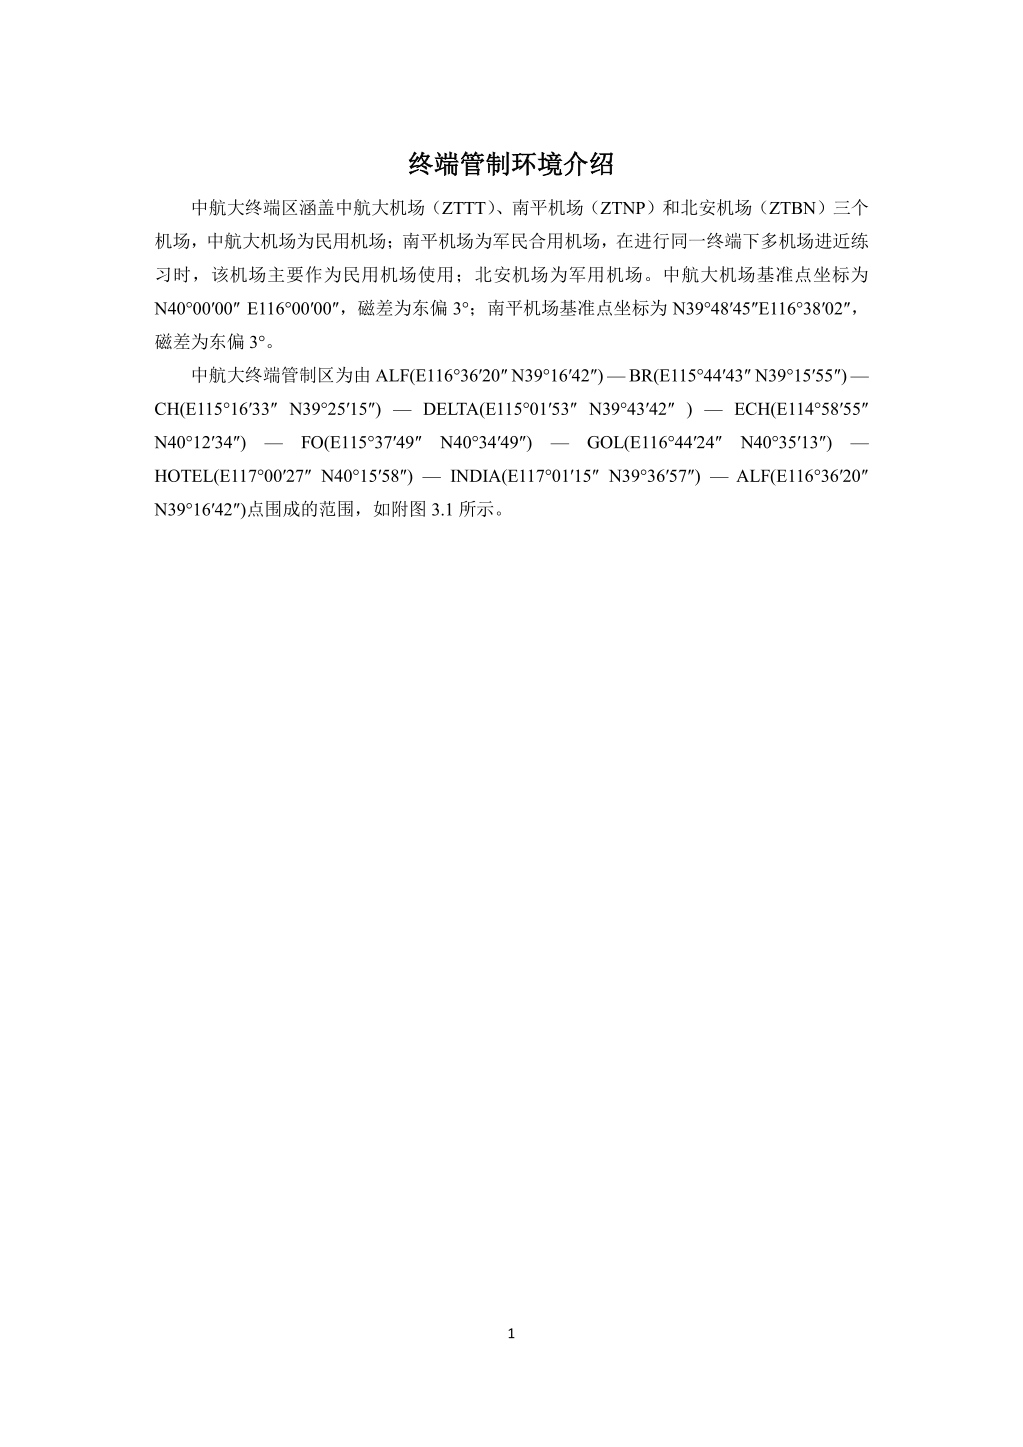 终端管制环境介绍
中航大终端区涵盖中航大机场（ZTTT）、南平机场（ZTNP）和北安机场（ZTBN）三个
机场，中航大机场为民用机场；南平机场为军民合用机场，在进行同一终端下多机场进近练
习时，该机场主要作为民用机场使用；北安机场为军用机场。中航大机场基准点坐标为
N40°00′00″ E116°00′00″，磁差为东偏 3°；南平机场基准点坐标为 N39°48′45″E116°38′02″，
磁差为东偏 3°。
中航大终端管制区为由 ALF(E116°36′20″ N39°16′42″) — BR(E115°44′43″ N39°15′55″) —
CH(E115°16′33″ N39°25′15″) — DELTA(E115°01′53″ N39°43′42″ ) — ECH(E114°58′55″
N40°12′34″) — FO(E115°37′49″ N40°34′49″) — GOL(E116°44′24″ N40°35′13″) —
HOTEL(E117°00′27″ N40°15′58″) — INDIA(E117°01′15″ N39°36′57″) — ALF(E116°36′20″
N39°16′42″)点围成的范围，如附图 3.1 所示。
1